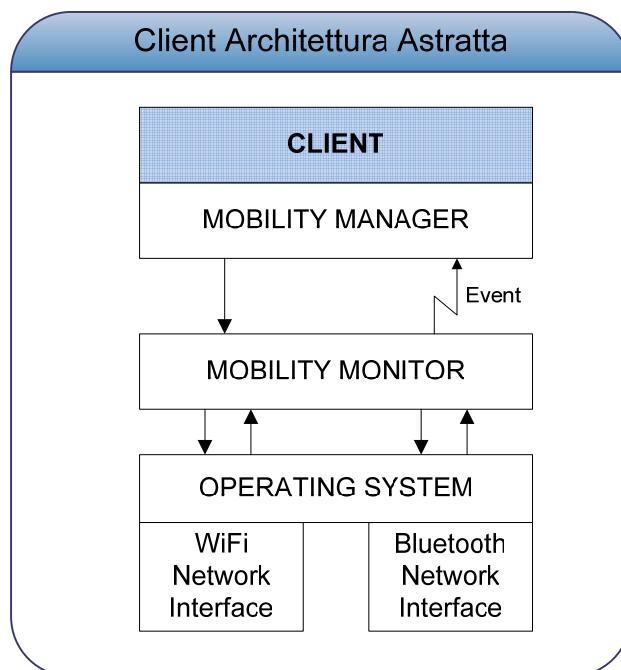 Client Architettura Astratta
CLIENT
MOBILITY MANAGER
Event
MOBILITY MONITOR
OPERATING SYSTEM
WiFi
Network
Interface
Bluetooth
Network
Interface